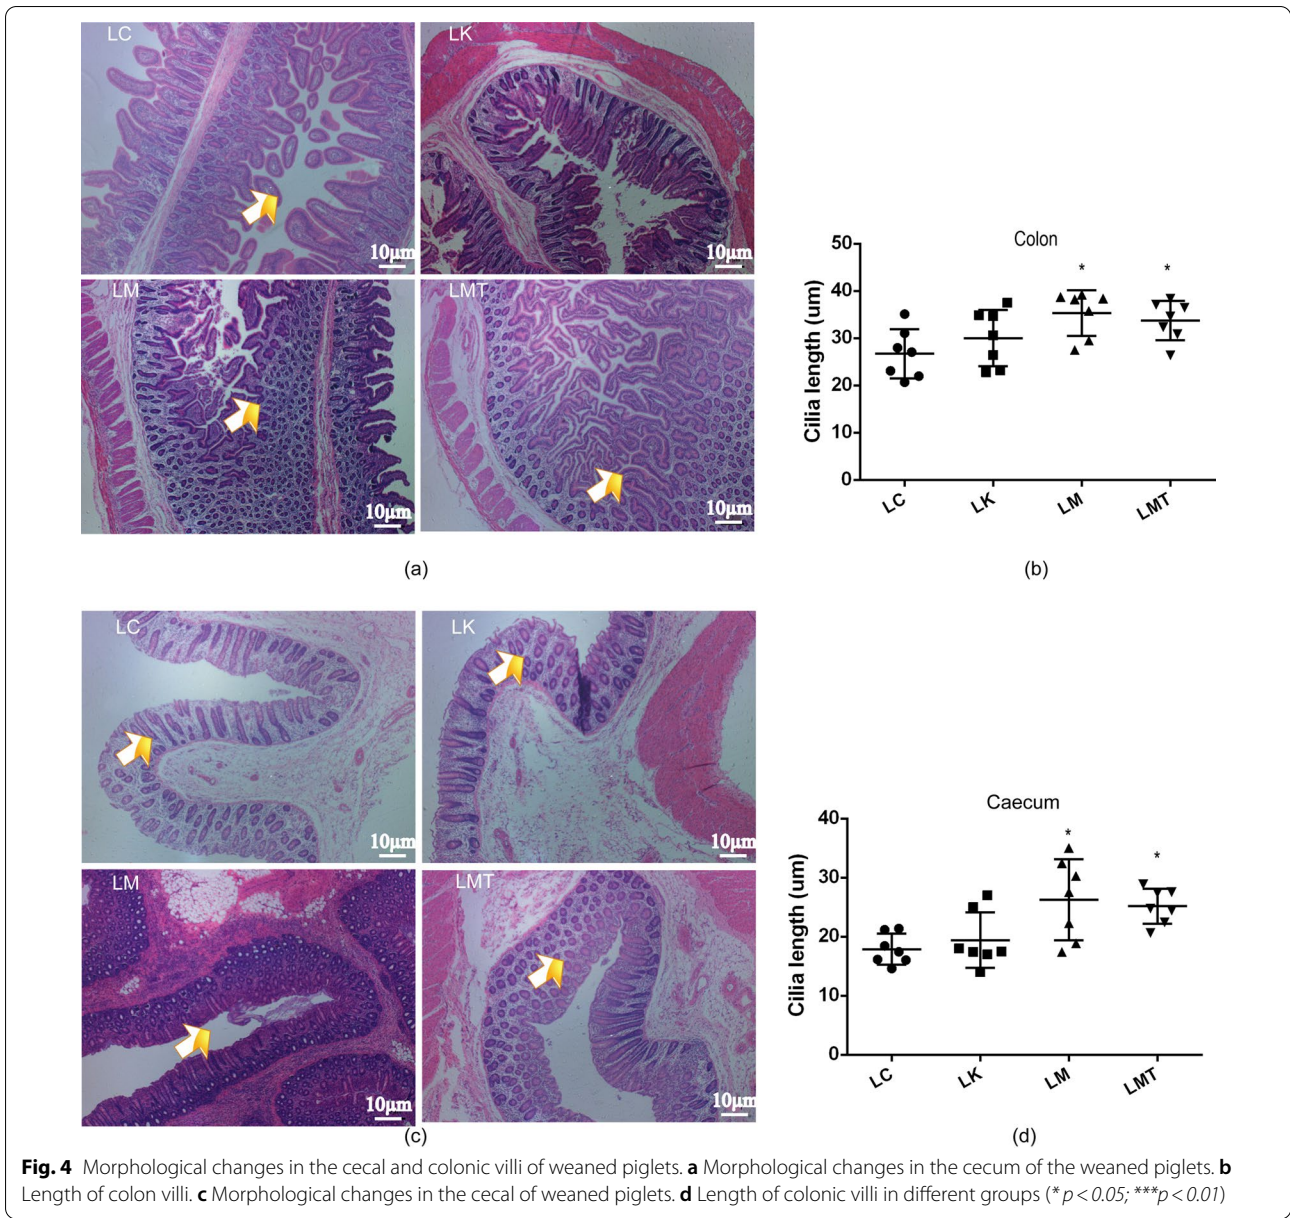 LC
LK
10μm
10μm
LM
LMT
10μm
10μm
(a)
Colon
Cilia length (um)
50
40
30
20
10
0
*
*
LC
LK
LM
LMT
(b)
LC
LK
10μm
10μm
LM
LMT
10μm
10μm
(c)
Caecum
Cilia length (um)
40
30
20
10
0
*
*
LC
LK
LM
LMT
(d)
Fig. 4 Morphological changes in the cecal and colonic villi of weaned piglets. a Morphological changes in the cecum of the weaned piglets. b
Length of colon villi. c Morphological changes in the cecal of weaned piglets. d Length of colonic villi in different groups (* p < 0.05; ***p < 0.01)